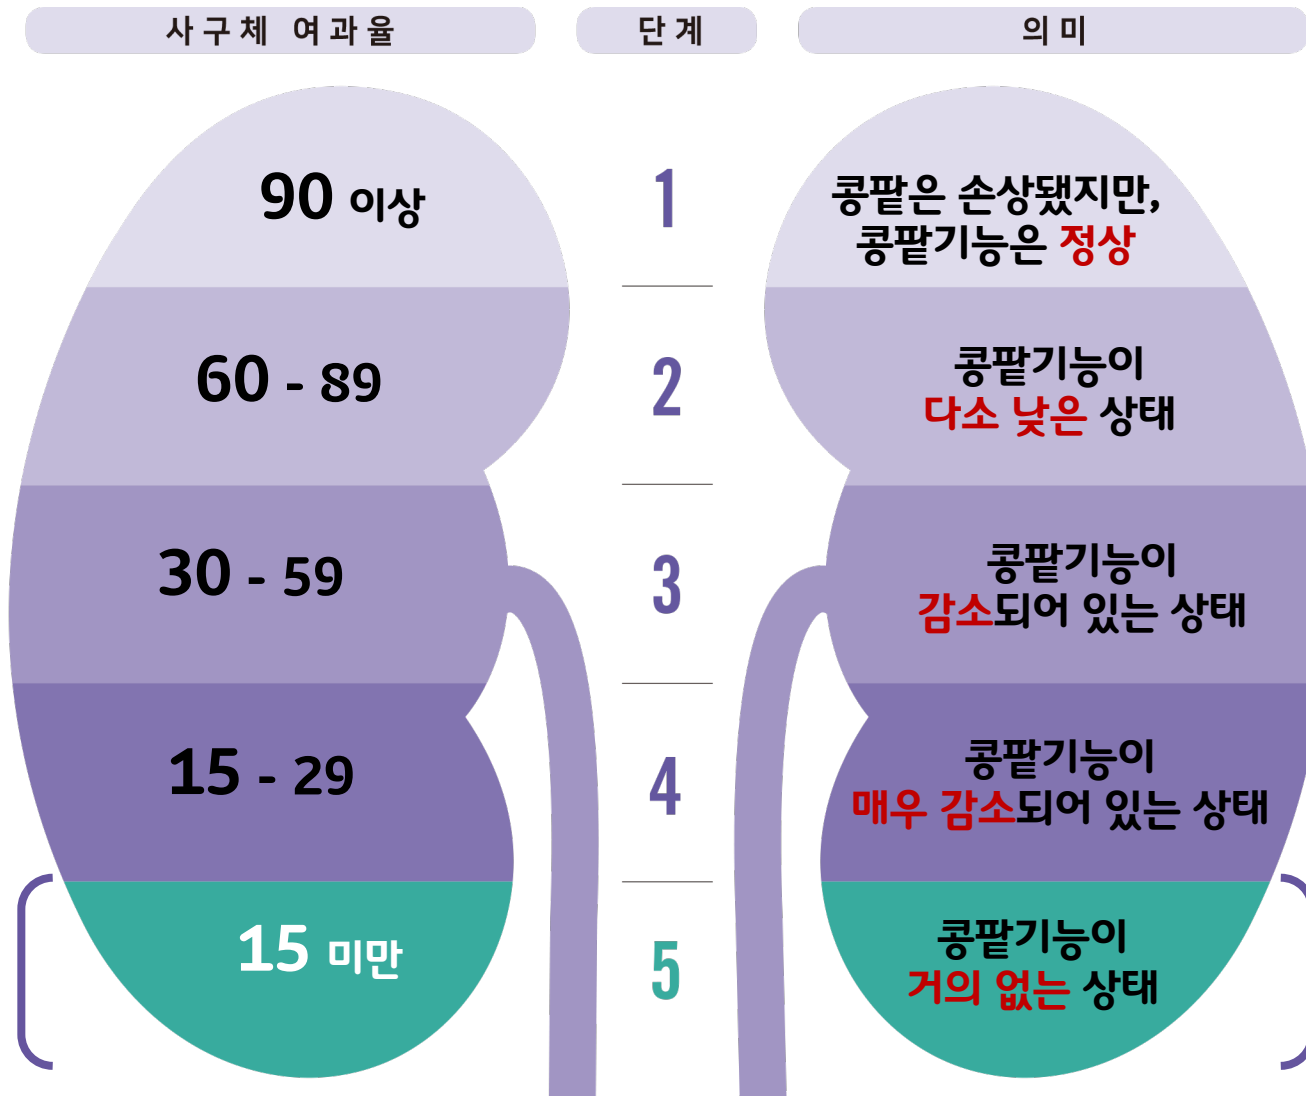 사구체 여과율 단계 의미
90 이상 1 콩팥은 손상됐지만,
콩팥기능은 정상
60 - 89 2 콩팥기능이
다소 낮은 상태
30 - 59 3 콩팥기능이
감소되어 있는 상태
15 - 29 4 콩팥기능이
매우 감소되어 있는 상태
15 미만 5 콩팥기능이
거의 없는 상태